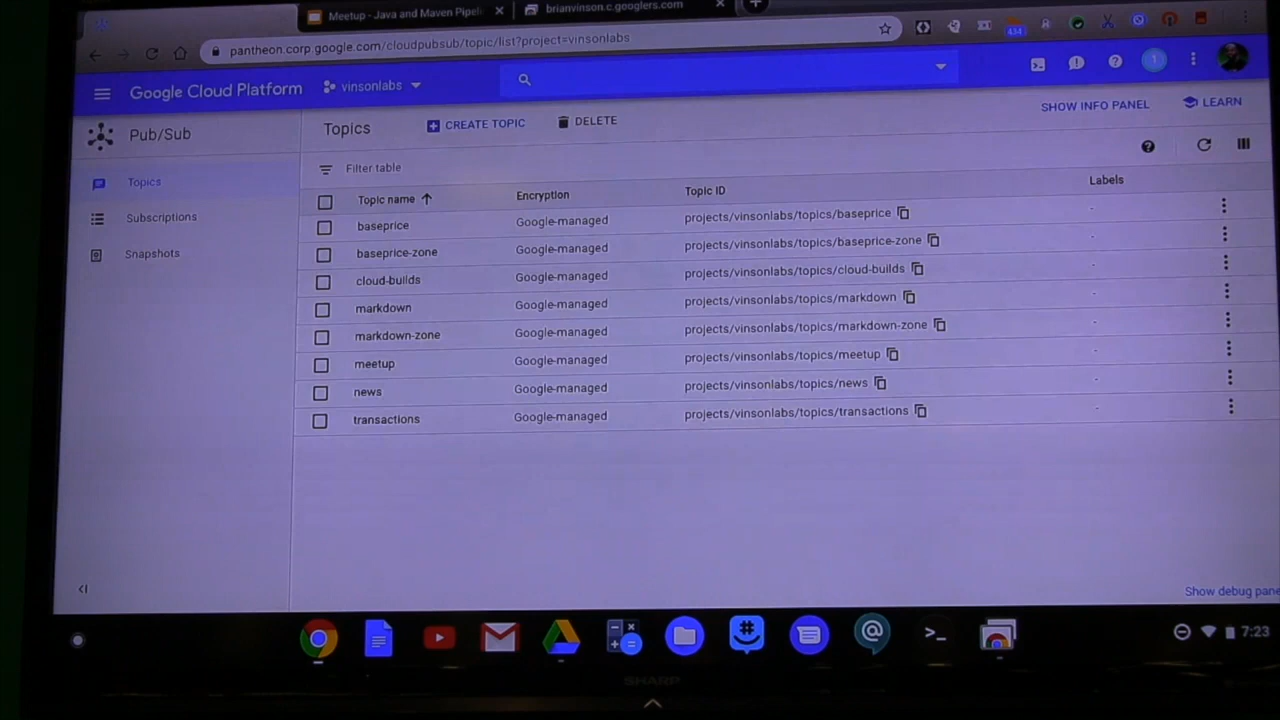 Meetup - Java and Maven Pipel
brianvinson.c.googlers.com
pantheon.corp.google.com/cloudpubsub/topic/list?project=vinsonlabs
434
Google Cloud Platform
vinsonlabs
1
Pub/Sub
Topics
CREATE TOPIC
DELETE
SHOW INFO PANEL
LEARN
Topics
Subscriptions
Snapshots
Filter table
Topic name Encryption Topic ID Labels
baseprice Google-managed projects/vinsonlabs/topics/baseprice -
baseprice-zone Google-managed projects/vinsonlabs/topics/baseprice-zone -
cloud-builds Google-managed projects/vinsonlabs/topics/cloud-builds -
markdown Google-managed projects/vinsonlabs/topics/markdown -
markdown-zone Google-managed projects/vinsonlabs/topics/markdown-zone -
meetup Google-managed projects/vinsonlabs/topics/meetup -
news Google-managed projects/vinsonlabs/topics/news -
transactions Google-managed projects/vinsonlabs/topics/transactions -
Show debug pane
7:23
SHARP